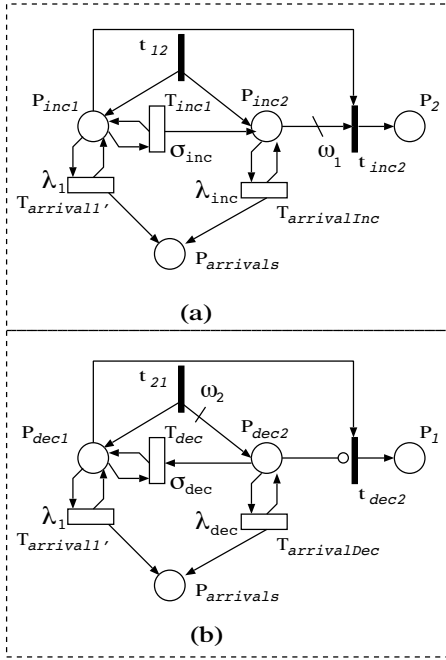 t12
Pinc1
Tinc1
Pinc2
P2
σinc
ω1
tinc2
λ1
λinc
Tarrival1'
TarrivalInc
Parrivals
(a)
t21
ω2
Pdec1
Tdec
Pdec2
P1
σdec
tdec2
λ1
λdec
Tarrival1'
TarrivalDec
Parrivals
(b)